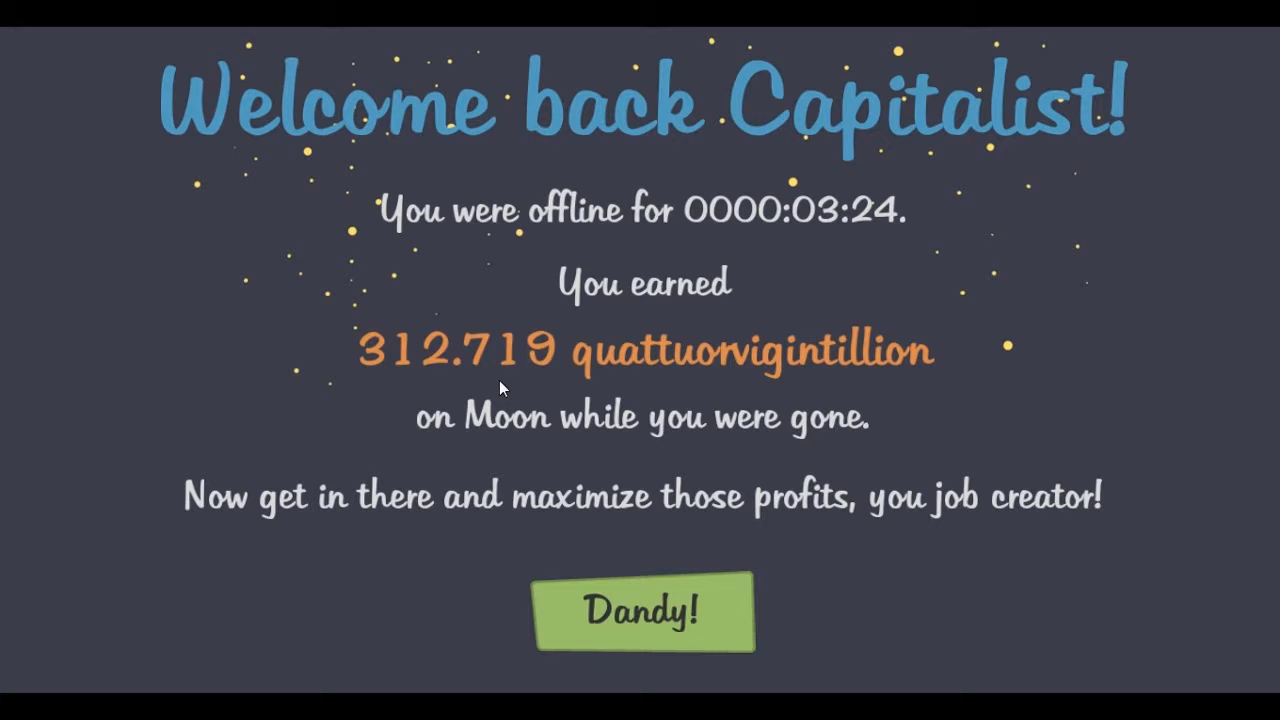 Welcome back Capitalist!
You were offline for 0000:03:24.
You earned
312.719 quattuorvigintillion
on Moon while you were gone.
Now get in there and maximize those profits, you job creator!
Dandy!